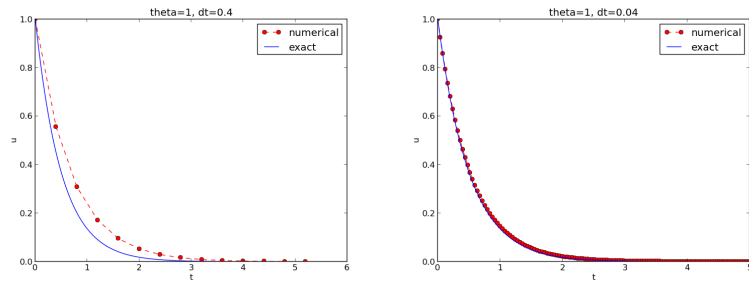 theta=1, dt=0.4
1.0
0.8
0.6
0.4
0.2
0.0
u
0 1 2 3 4 5 6
t
numerical
exact
theta=1, dt=0.04
1.0
0.8
0.6
0.4
0.2
0.0
u
0 1 2 3 4 5
t
numerical
exact